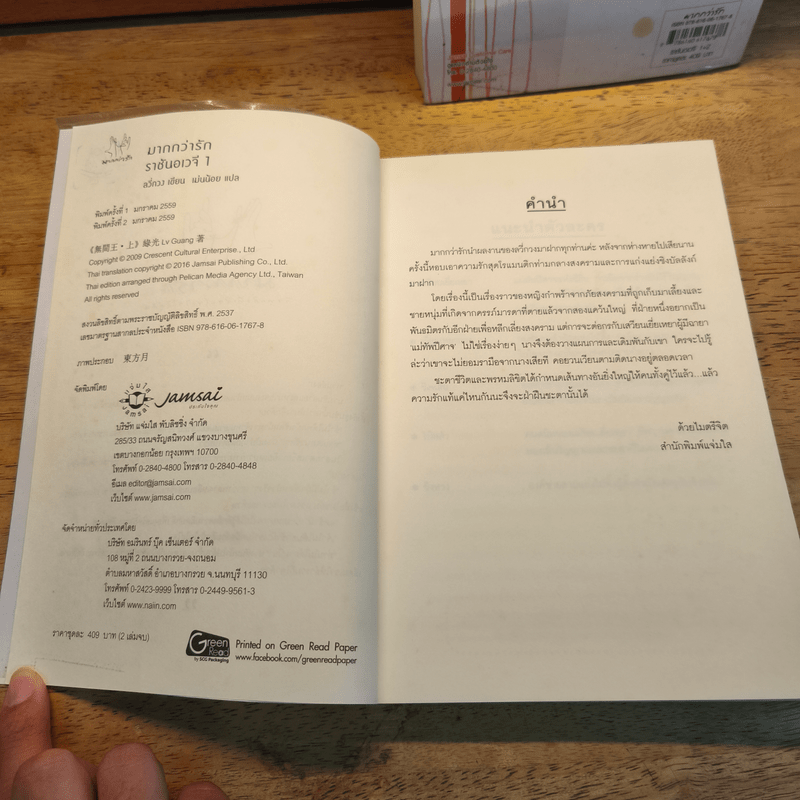 มากกว่ารัก
ราชันอเวจี 1
ลวี่กวง เขียน เม่นน้อย แปล
พิมพ์ครั้งที่ 1 มกราคม 2559
พิมพ์ครั้งที่ 2 มกราคม 2559
《無間王·上》綠光 Lv Guang 著
Copyright © 2009 Crescent Cultural Enterprise., Ltd
Thai translation copyright © 2016 Jamsai Publishing Co., Ltd.
Thai edition arranged through Pelican Media Agency Ltd., Taiwan
All rights reserved
สงวนลิขสิทธิ์ตามพระราชบัญญัติลิขสิทธิ์ พ.ศ. 2537
เลขมาตรฐานสากลประจำหนังสือ ISBN 978-616-06-1767-8
ภาพประกอบ 東方月
จัดพิมพ์โดย
แจ่มใส
Jamsai
Jamsai
บริษัท แจ่มใส พับลิชชิ่ง จำกัด
285/33 ถนนจรัญสนิทวงศ์ แขวงบางขุนศรี
เขตบางกอกน้อย กรุงเทพฯ 10700
โทรศัพท์ 0-2840-4800 โทรสาร 0-2840-4848
อีเมล editor@jamsai.com
เว็บไซต์ www.jamsai.com
จัดจำหน่ายทั่วประเทศโดย
บริษัท อมรินทร์ บุ๊ค เซ็นเตอร์ จำกัด
108 หมู่ที่ 2 ถนนบางกรวย-จงถนอม
ตำบลมหาสวัสดิ์ อำเภอบางกรวย จ.นนทบุรี 11130
โทรศัพท์ 0-2423-9999 โทรสาร 0-2449-9561-3
เว็บไซต์ www.naiin.com
ราคาชุดละ 409 บาท (2 เล่มจบ)
Green Read
by SCG Packaging
Printed on Green Read Paper
www.facebook.com/greenreadpaper
คำนำ
มากกว่ารักนำผลงานของลวี่กวงมาฝากทุกท่านค่ะ หลังจากห่างหายไปเสียนาน
ครั้งนี้หอบเอาความรักสุดโรแมนติกท่ามกลางสงครามและการแก่งแย่งชิงบัลลังก์
มาฝาก
โดยเรื่องนี้เป็นเรื่องราวของหญิงกำพร้าจากภัยสงครามที่ถูกเก็บมาเลี้ยงและ
ชายหนุ่มที่เกิดจากครรภ์มารดาที่ตายแล้วจากสองแคว้นใหญ่ ที่ฝ่ายหนึ่งอยากเป็น
พันธมิตรกับอีกฝ่ายเพื่อหลีกเลี่ยงสงคราม แต่การจะต่อกรกับเสวียนเยี่ยเหยาผู้มีฉายา
'แม่ทัพปีศาจ' ไม่ใช่เรื่องง่ายๆ นางจึงต้องวางแผนการและเดิมพันกับเขา ใครจะไปรู้
ล่ะว่าเขาจะไม่ยอมรามือจากนางเสียที คอยวนเวียนตามติดนางอยู่ตลอดเวลา
ชะตาชีวิตและพรหมลิขิตได้กำหนดเส้นทางอันยิ่งใหญ่ให้คนทั้งคู่ไว้แล้ว...แล้ว
ความรักแท้แค่ไหนกันนะจึงจะฝ่าฝืนชะตานั้นได้
ด้วยไมตรีจิต
สำนักพิมพ์แจ่มใส
มากกว่ารัก